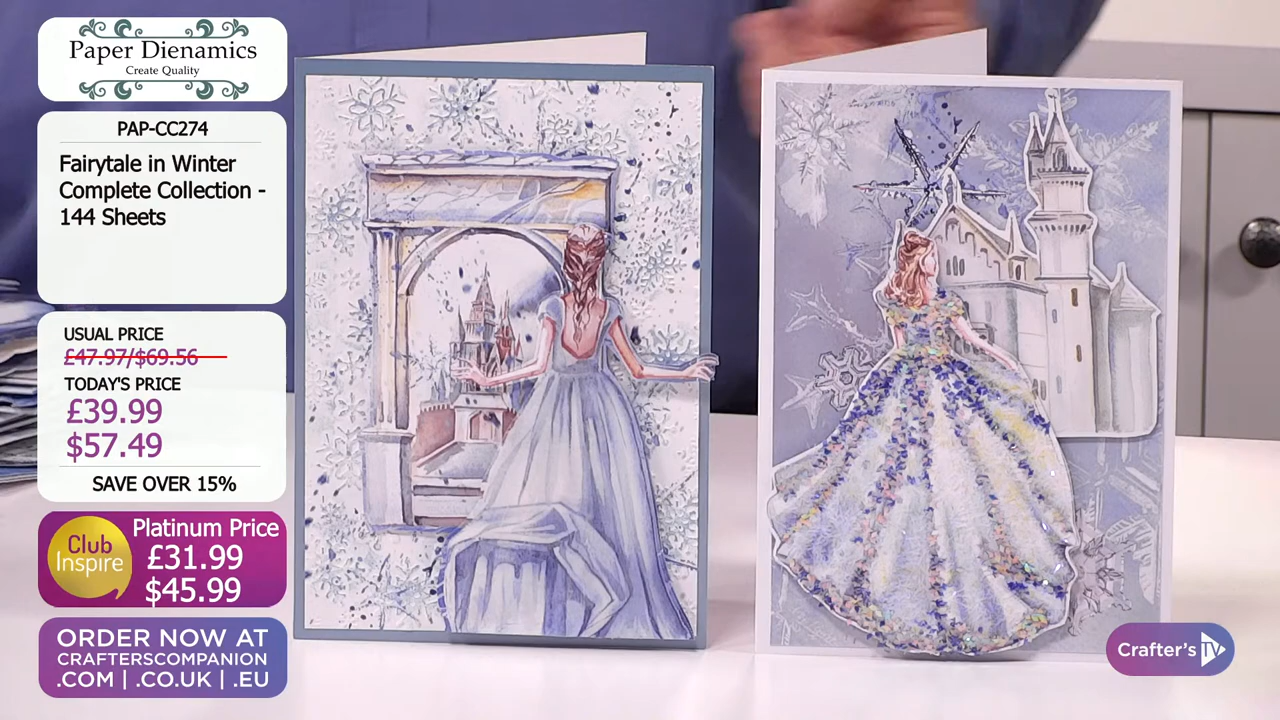 Paper Dienamics
Create Quality
PAP-CC274
Fairytale in Winter
Complete Collection -
144 Sheets
USUAL PRICE
£47.97/$69.56
TODAY'S PRICE
£39.99
$57.49
SAVE OVER 15%
Club
Inspire
Platinum Price
£31.99
$45.99
ORDER NOW AT
CRAFTERSCOMPANION
.COM | .CO.UK | .EU
Crafter's TV